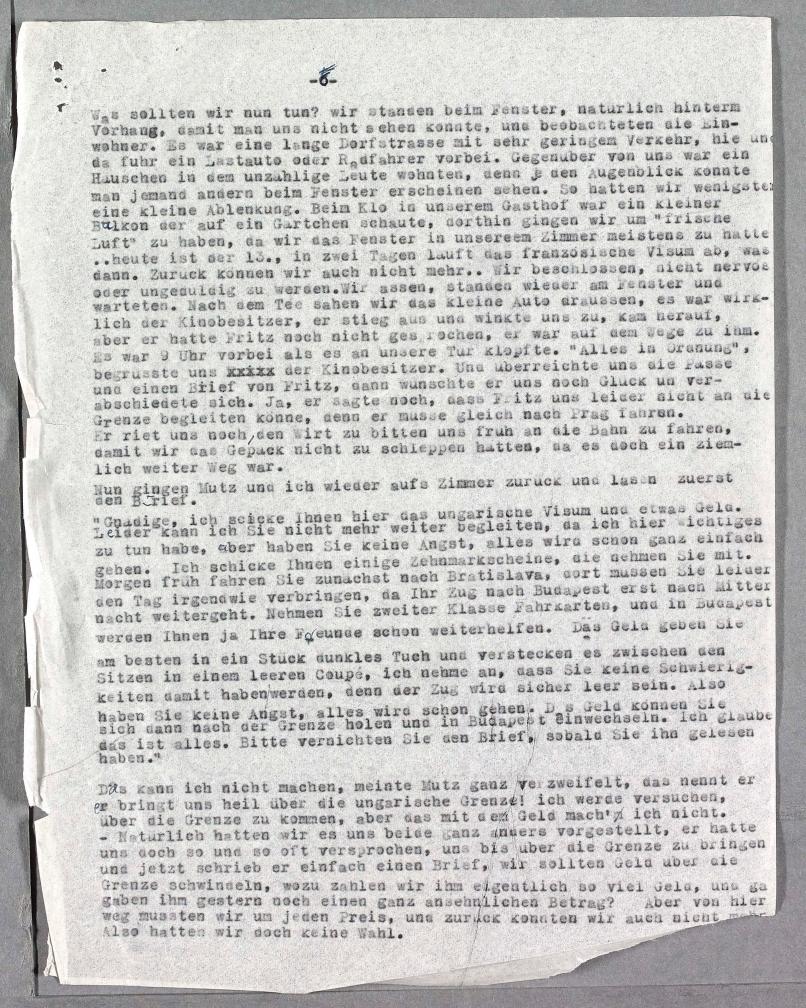 -6-
Was sollten wir nun tun? wir standen beim Fenster, naturlich hinterm
Vorhang, damit man uns nicht sehen konnte, und beobachteten die Ein-
wohner. Es war eine lange Dorfstrasse mit sehr geringem Verkehr, hie und
da fuhr ein Lastauto oder Radfahrer vorbei. Gegenuber von uns war ein
Hauschen in dem unzahlige Leute wohnten, denn je den Augenblick konnte
man jemand andern beim Fenster erscheinen sehen. So hatten wir wenigsten
eine kleine Ablenkung. Beim Klo in unserem Gasthof war ein kleiner
Balkon der auf ein Gartchen schaute, dorthin gingen wir um "frische
Luft" zu haben, da wir das Fenster in unsereem Zimmer meistens zu hatte
..heute ist der 13., in zwei Tagen lauft das französische Visum ab, was
dann. Zuruck konnen wir auch nicht mehr.. Wir beschlossen, nicht nervos
oder ungeduldig zu werden.Wir assen, standen wieder am Fenster und
warteten. Nach dem Tee sahen wir das kleine Auto draussen, es war wirk-
lich der Kinobesitzer, er stieg aus und winkte uns zu, kam herauf,
aber er hatte Fritz noch nicht gesprochen, er war auf dem Wege zu ihm.
Es war 9 Uhr vorbei als es an unsere Tur klopfte. "Alles in Ordnung",
begrusste uns xxixx der Kinobesitzer. Und uberreichte uns die Passe
und einen Brief von Fritz, dann wunschte er uns noch Gluck un ver-
abschiedete sich. Ja, er sagte noch, dass Fritz uns leider nicht an die
Grenze begleiten könne, denn er musse gleich nach Prag fahren.
Er riet uns noch den Wirt zu bitten uns fruh an die Bahn zu fahren,
damit wir das Gepack nicht zu schleppen hatten, da es doch ein ziem-
lich weiter Weg war.
Nun gingen Mutz und ich wieder aufs Zimmer zuruck und lasen zuerst
den Brief.
"Gnadige, ich scicke Ihnen hier das ungarische Visum und etwas Geld.
Leider kann ich Sie nicht mehr weiter begleiten, da ich hier wichtiges
zu tun habe, aber haben Sie keine Angst, alles wird schon ganz einfach
gehen. Ich schicke Ihnen einige Zehnmarkscheine, die nehmen Sie mit.
Morgen fruh fahren Sie zunachst nach Bratislava, dort mussen Sie leider
den Tag irgendwie verbringen, da Ihr Zug nach Budapest erst nach Mitter
nacht weitergeht. Nehmen Sie zweiter Klasse Fahrkarten, und in Budapest
werden Ihnen ja Ihre Freunde schon weiterhelfen. Das Geld geben Sie
am besten in ein Stück dunkles Tuch und verstecken es zwischen den
Sitzen in einem leeren Coupé, ich nehme an, dass Sie keine Schwierig-
keiten damit habenwerden, denn der Zug wird sicher leer sein. Also
haben Sie keine Angst, alles wird schon gehen. D s Geld können Sie
sich dann nach der Grenze holen und in Budapest einwechseln. Ich glaube
das ist alles. Bitte vernichten Sie den Brief, sobald Sie ihn gelesen
haben."
Das kann ich nicht machen, meinte Mutz ganz verzweifelt, das nennt er
er bringt uns heil über die ungarische Grenze! ich werde versuchen,
über die Grenze zu kommen, aber das mit dem Geld mach' ich nicht.
- Naturlich hatten wir es uns beide ganz anders vorgestellt, er hatte
uns doch so und so oft versprochen, uns bis uber die Grenze zu bringen
und jetzt schrieb er einfach einen Brief, wir sollten Geld uber die
Grenze schwindeln, wozu zahlen wir ihm eigentlich so viel Geld, und ga
gaben ihm gestern noch einen ganz ansehnlichen Betrag? Aber von hier
weg mussten wir um jeden Preis, und zuruck konnten wir auch nicht mehr
Also hatten wir doch keine Wahl.